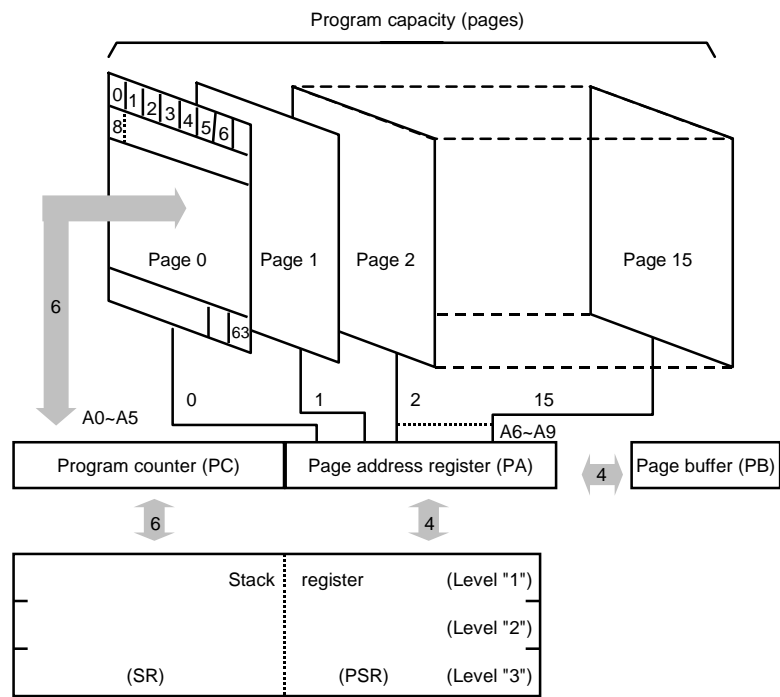 Program capacity (pages)
0 1 2 3 4 5 6
8
Page 0
Page 1
Page 2
Page 15
6
63
0
1
2
15
A0~A5
A6~A9
Program counter (PC)
Page address register (PA)
4
Page buffer (PB)
6
4
Stack register (Level "1")
(Level "2")
(SR) (PSR) (Level "3")